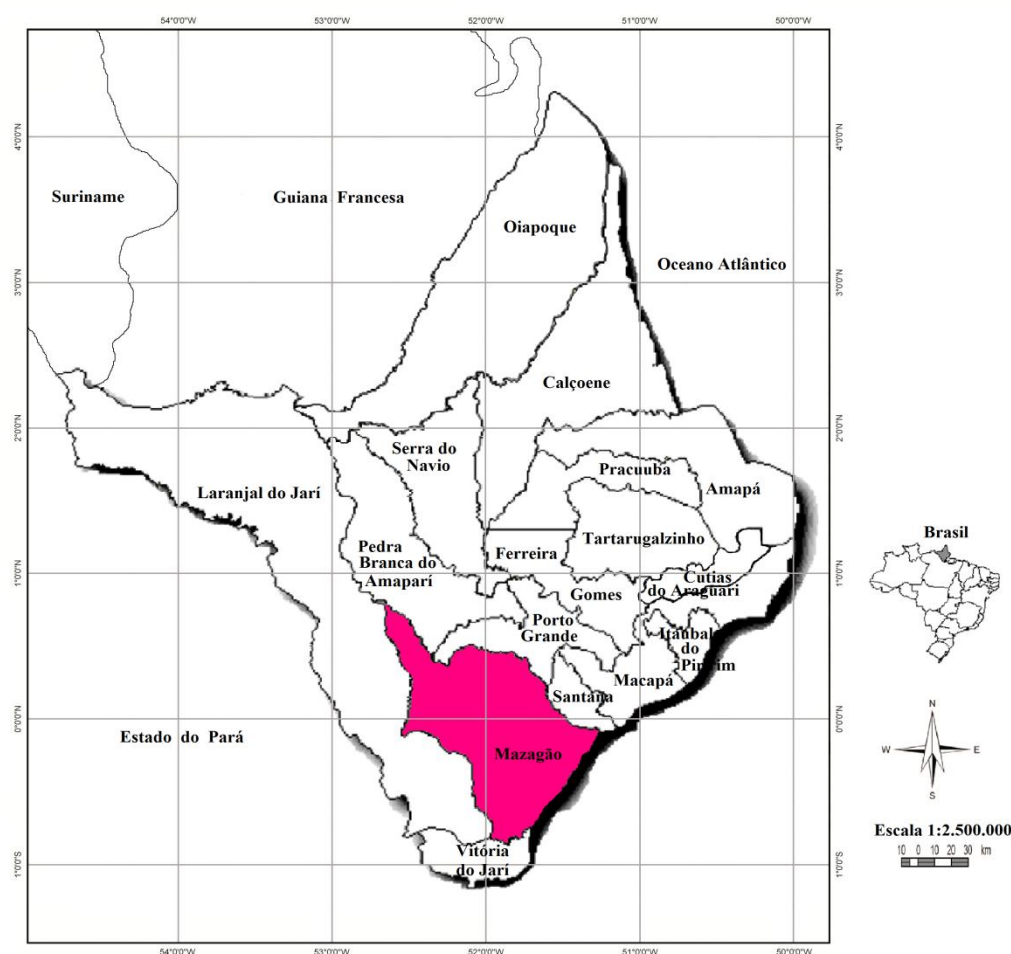 54°0'0"W 53°0'0"W 52°0'0"W 51°0'0"W 50°0'0"W
4°0'0"N 4°0'0"N
Suriname Guiana Francesa
Oiapoque
Oceano Atlântico
3°0'0"N 3°0'0"N
Calçoene
2°0'0"N 2°0'0"N
Serra do
Navio
Pracuuba
Amapá
Laranjal do Jarí
Tartarugalzinho
Pedra
Branca do
Amaparí
Ferreira
Gomes
Cutias
do Araguari
1°0'0"N 1°0'0"N
Porto
Grande
Itaubal
do
Piririm
Macapá
Santana
0°0'0"N 0°0'0"N
Estado do Pará
Mazagão
Vitória
do Jarí
1°0'0"S 1°0'0"S
54°0'0"W 53°0'0"W 52°0'0"W 51°0'0"W 50°0'0"W
Brasil
N
W E
S
Escala 1:2.500.000
10 0 10 20 30 km